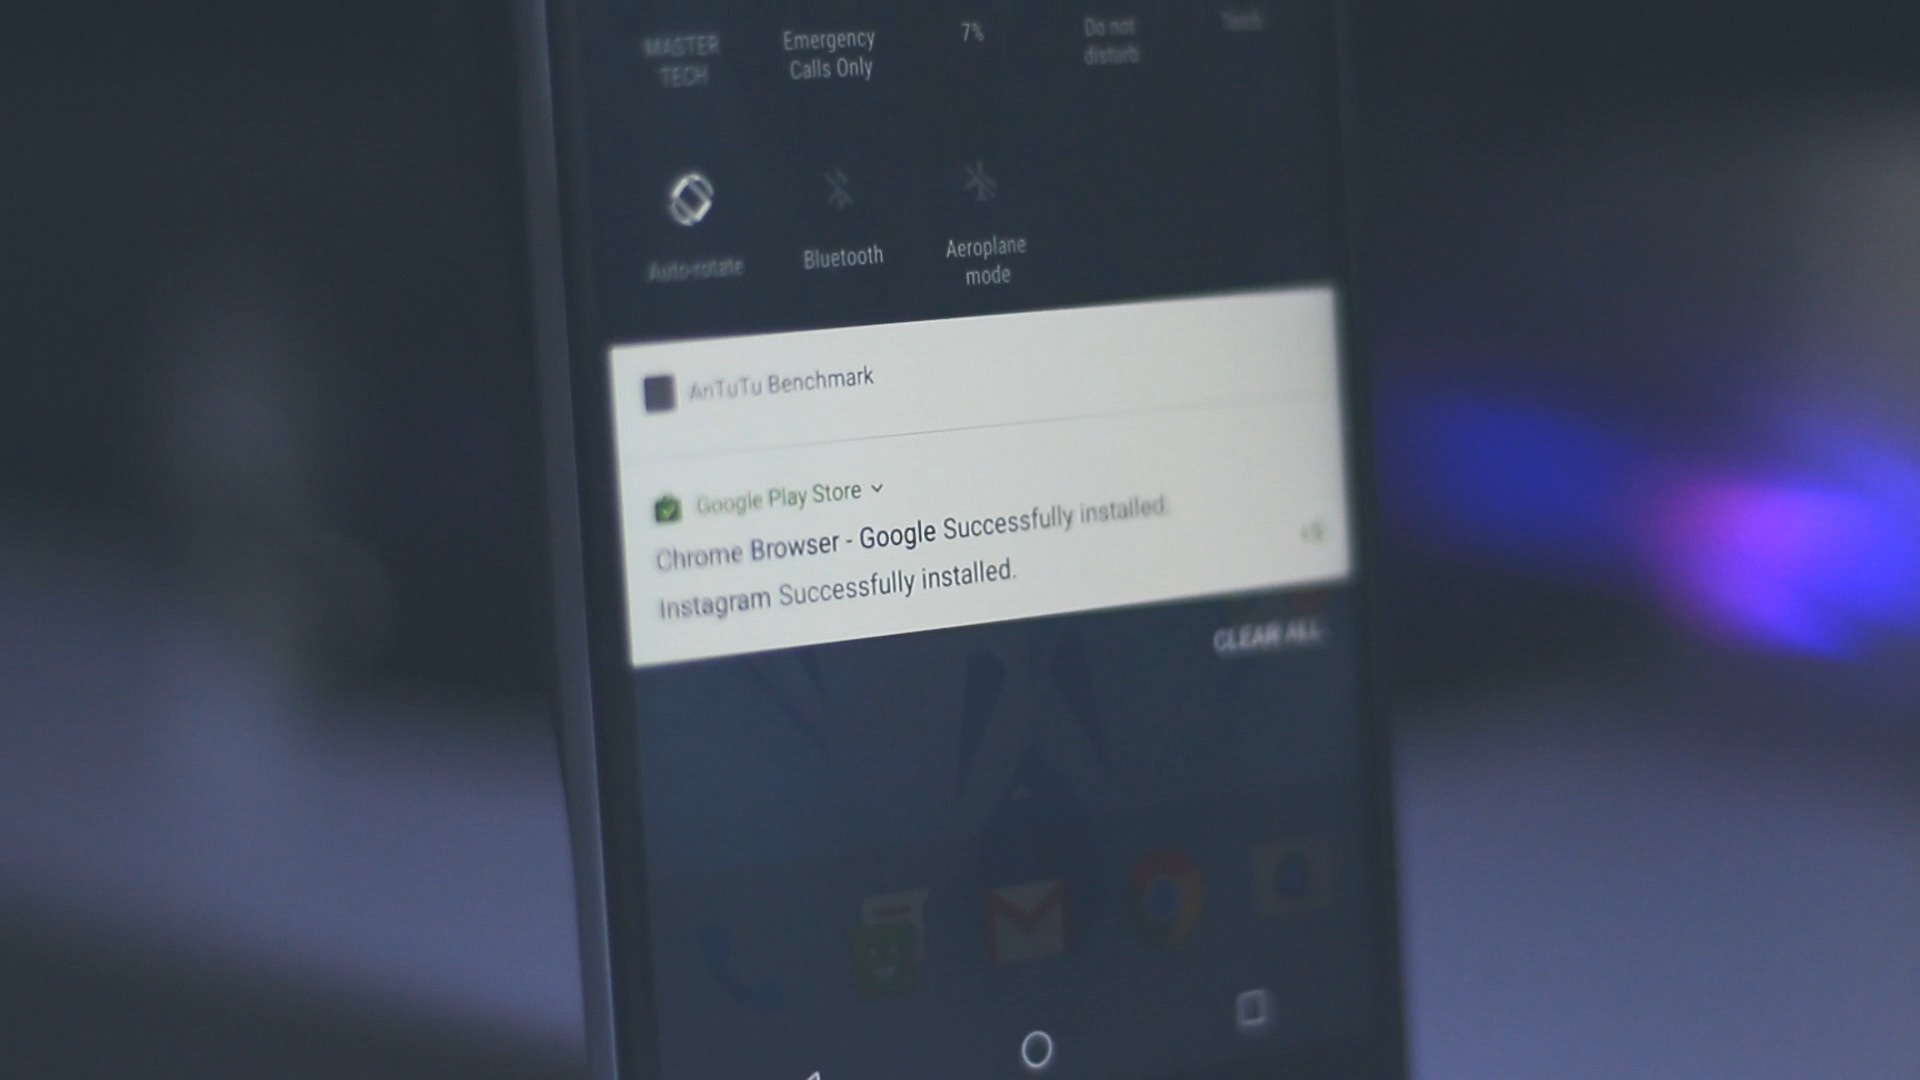 MASTER
TECH
Emergency
Calls Only
7%
Do not
disturb
Auto-rotate
Bluetooth
Aeroplane
mode
AnTuTu Benchmark
Google Play Store
Chrome Browser - Google Successfully installed.
Instagram Successfully installed.
CLEAR ALL